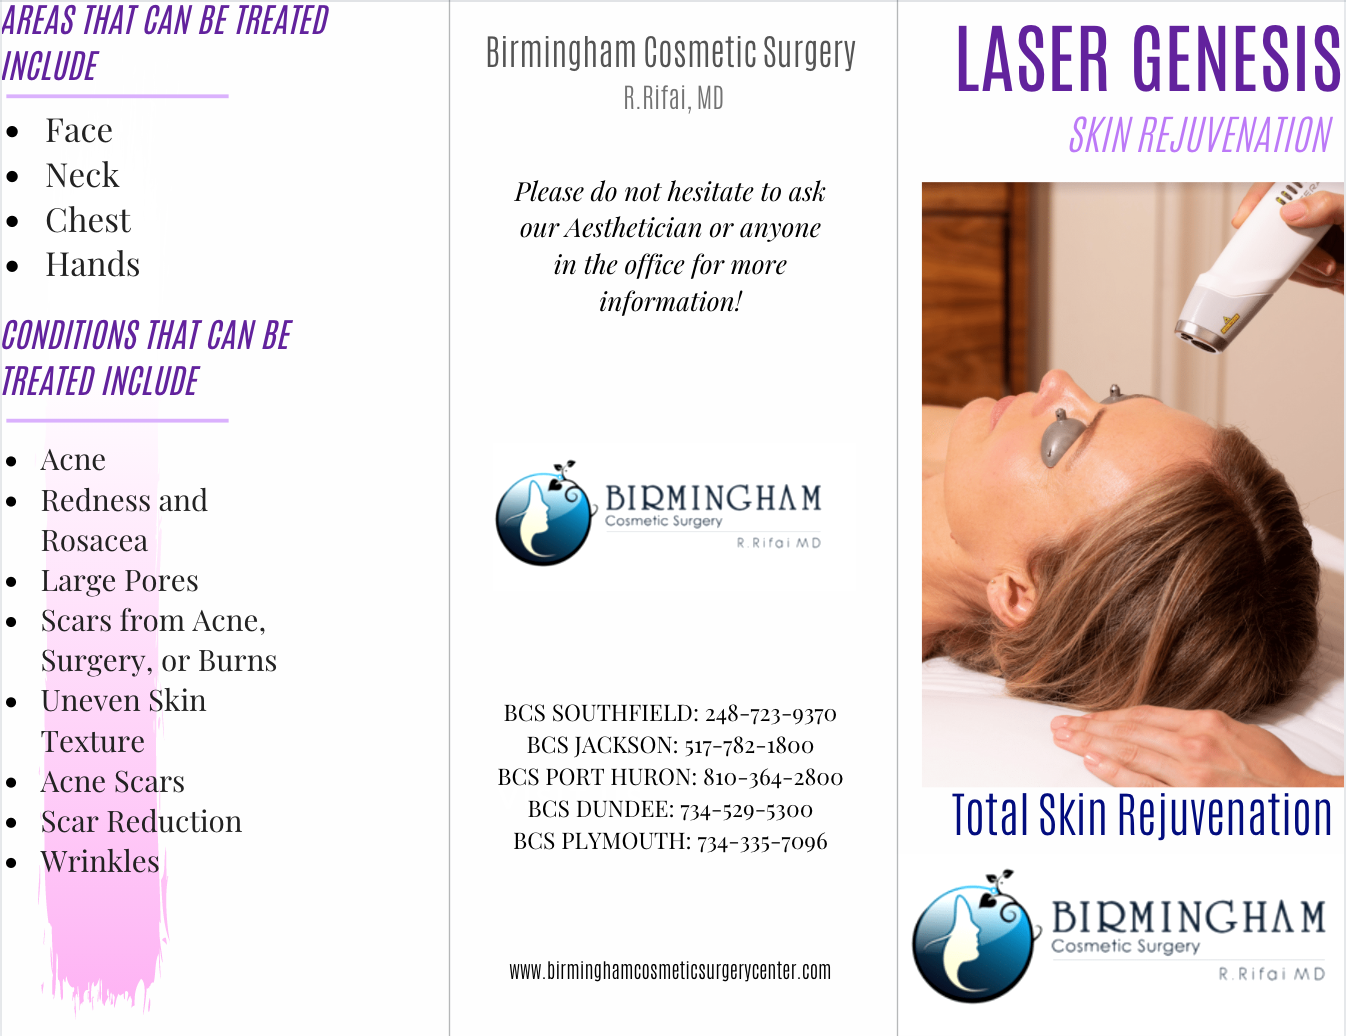 AREAS THAT CAN BE TREATED
INCLUDE
Face
Neck
Chest
Hands
CONDITIONS THAT CAN BE
TREATED INCLUDE
Acne
Redness and
Rosacea
Large Pores
Scars from Acne,
Surgery, or Burns
Uneven Skin
Texture
Acne Scars
Scar Reduction
Wrinkles
Birmingham Cosmetic Surgery
R.Rifai, MD
Please do not hesitate to ask
our Aesthetician or anyone
in the office for more
information!
BIRMINGHAM
Cosmetic Surgery
R.Rifai MD
BCS SOUTHFIELD: 248-723-9370
BCS JACKSON: 517-782-1800
BCS PORT HURON: 810-364-2800
BCS DUNDEE: 734-529-5300
BCS PLYMOUTH: 734-335-7096
www.birminghamcosmeticsurgerycenter.com
LASER GENESIS
SKIN REJUVENATION
Total Skin Rejuvenation
BIRMINGHAM
Cosmetic Surgery
R.Rifai MD